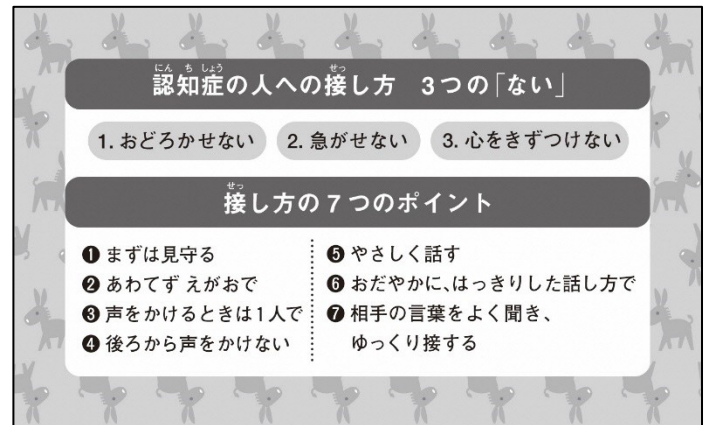 認知症の人への接し方 3つの「ない」
1. おどろかせない
2. 急がせない
3. 心をきずつけない
接し方の7つのポイント
❶ まずは見守る
❷ あわてず えがおで
❸ 声をかけるときは1人で
❹ 後ろから声をかけない
❺ やさしく話す
❻ おだやかに、はっきりした話し方で
❼ 相手の言葉をよく聞き、
ゆっくり接する